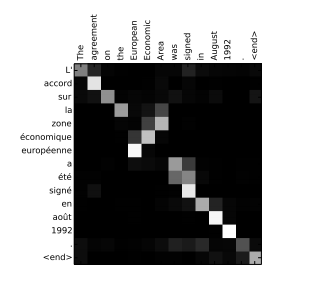 The agreement on the European Economic Area was signed in August 1992 . <end>
L'
accord
sur
la
zone
économique
européenne
a
été
signé
en
août
1992
.
<end>